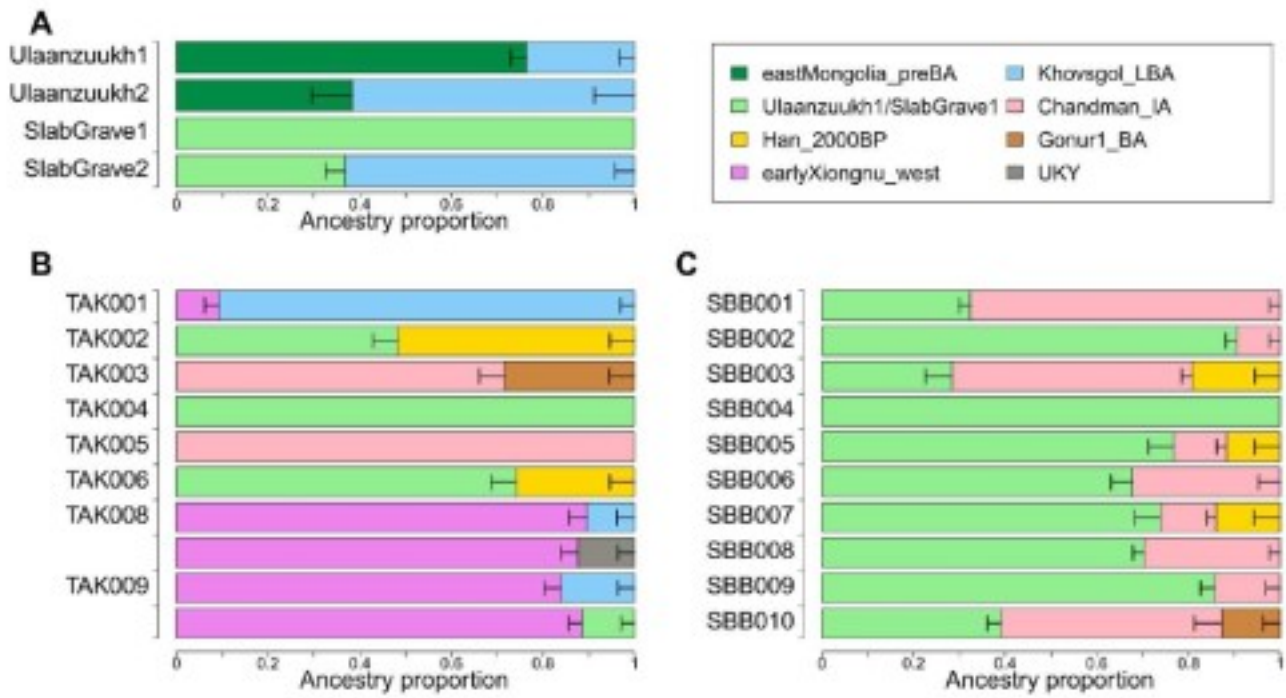 A
Ulaanzuukh1
Ulaanzuukh2
SlabGrave1
SlabGrave2
0 0.2 0.4 0.6 0.8 1
Ancestry proportion
eastMongolia_preBA
Ulaanzuukh1/SlabGrave1
Han_2000BP
earlyXiongnu_west
Khovsgol_LBA
Chandman_IA
Gonur1_BA
UKY
B
TAK001
TAK002
TAK003
TAK004
TAK005
TAK006
TAK008
TAK009
0 0.2 0.4 0.6 0.8 1
Ancestry proportion
C
SBB001
SBB002
SBB003
SBB004
SBB005
SBB006
SBB007
SBB008
SBB009
SBB010
0 0.2 0.4 0.6 0.8 1
Ancestry proportion